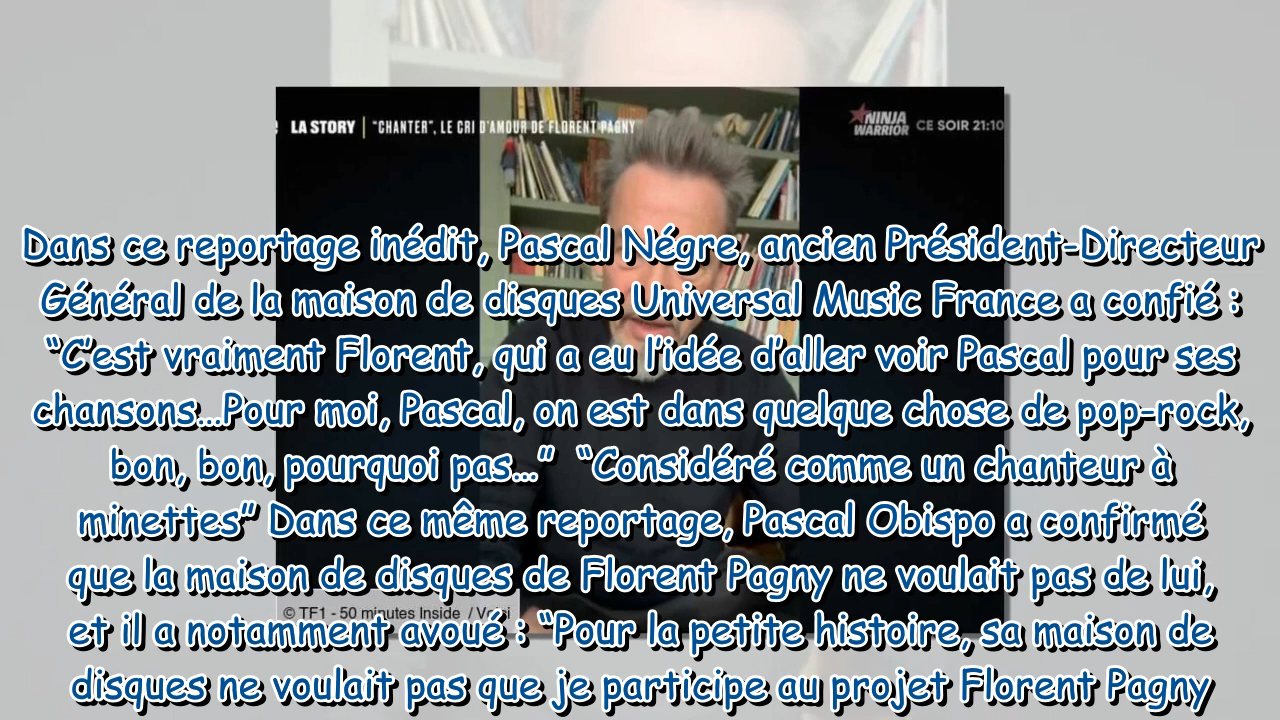 LA STORY | "CHANTER", LE CRI D'AMOUR DE FLORENT PAGNY
NINJA
WARRIOR
CE SOIR 21:10
Dans ce reportage inédit, Pascal Négre, ancien Président-Directeur
Général de la maison de disques Universal Music France a confié :
“C’est vraiment Florent, qui a eu l’idée d’aller voir Pascal pour ses
chansons...Pour moi, Pascal, on est dans quelque chose de pop-rock,
bon, bon, pourquoi pas...” “Considéré comme un chanteur à
minettes” Dans ce même reportage, Pascal Obispo a confirmé
que la maison de disques de Florent Pagny ne voulait pas de lui,
© TF1 - 50 minutes Inside / Voici
et il a notamment avoué : “Pour la petite histoire, sa maison de
disques ne voulait pas que je participe au projet Florent Pagny